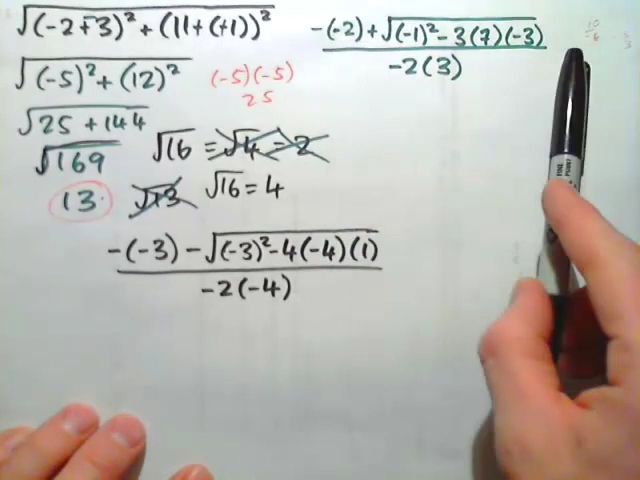 √(-2+-3)² + (11+(+1))²
√(-5)² + (12)²
(-5)(-5)
25
√25 + 144
√169
13
√16 = √4 = 2
√13
√16 = 4
-(-2) + √(-1)² - 3(7)(-3)
-2(3)
-(-3) - √(-3)² - 4(-4)(1)
-2(-4)
FINE
POINT